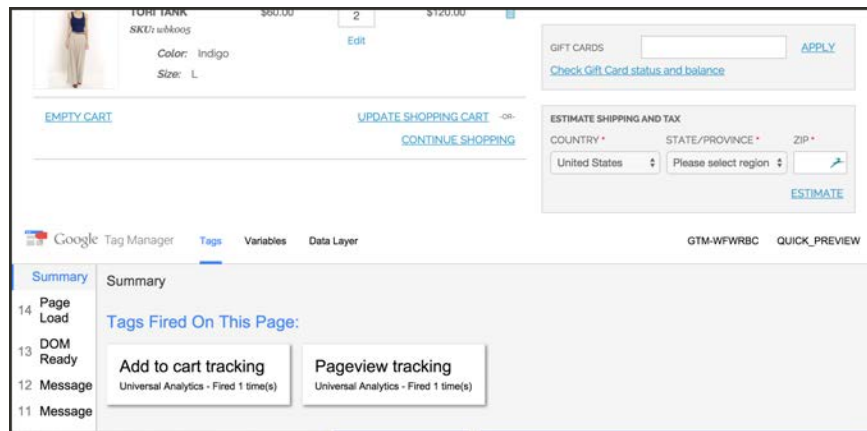 TORI TANK $60.00 2 $120.00
SKU: wbk005
Edit
Color: Indigo
Size: L
EMPTY CART
UPDATE SHOPPING CART -OR-
CONTINUE SHOPPING
GIFT CARDS APPLY
Check Gift Card status and balance
ESTIMATE SHIPPING AND TAX
COUNTRY * STATE/PROVINCE * ZIP *
United States Please select region
ESTIMATE
Google Tag Manager Tags Variables Data Layer GTM-WFWRBC QUICK_PREVIEW
Summary
14 Page Load
13 DOM Ready
12 Message
11 Message
Summary
Tags Fired On This Page:
Add to cart tracking
Universal Analytics - Fired 1 time(s)
Pageview tracking
Universal Analytics - Fired 1 time(s)